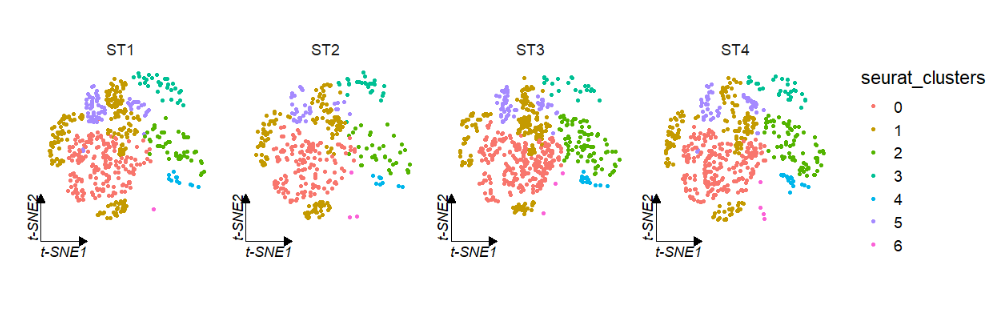 ST1 ST2 ST3 ST4
seurat_clusters
0
1
2
3
4
5
6
t-SNE2 t-SNE2 t-SNE2 t-SNE2
t-SNE1 t-SNE1 t-SNE1 t-SNE1